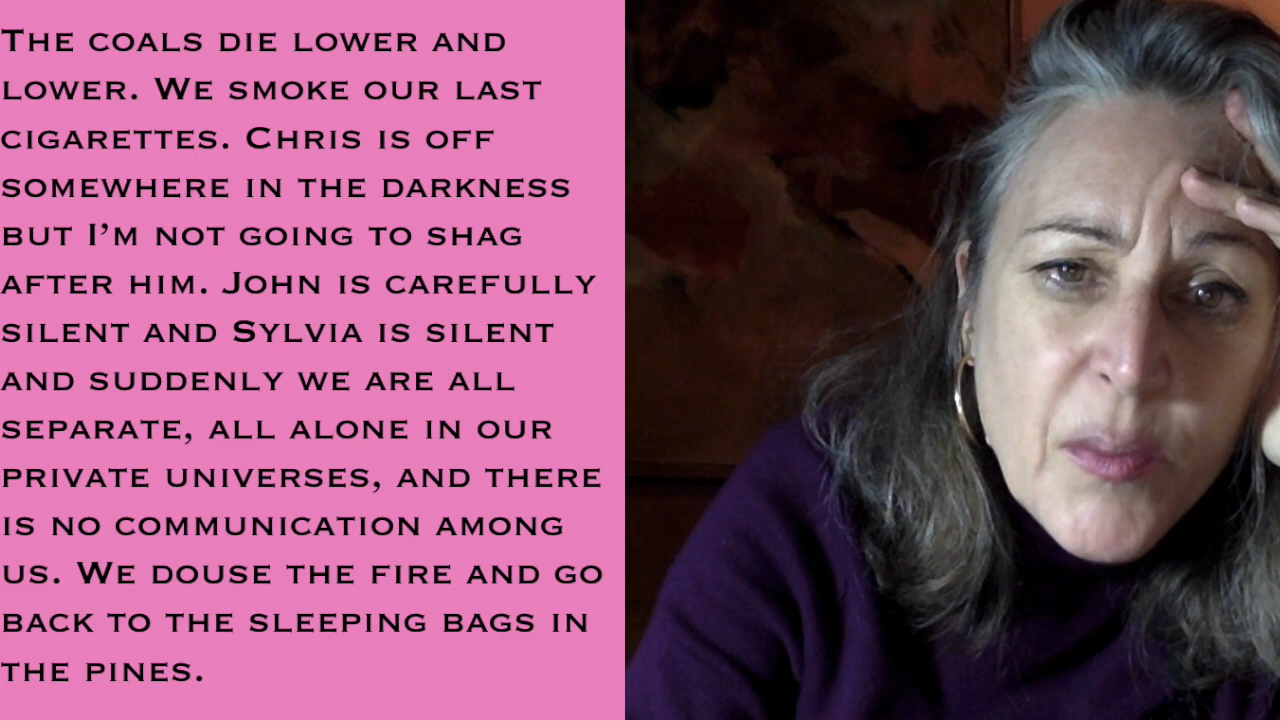 The coals die lower and
lower. We smoke our last
cigarettes. Chris is off
somewhere in the darkness
but I'm not going to shag
after him. John is carefully
silent and Sylvia is silent
and suddenly we are all
separate, all alone in our
private universes, and there
is no communication among
us. We douse the fire and go
back to the sleeping bags in
the pines.